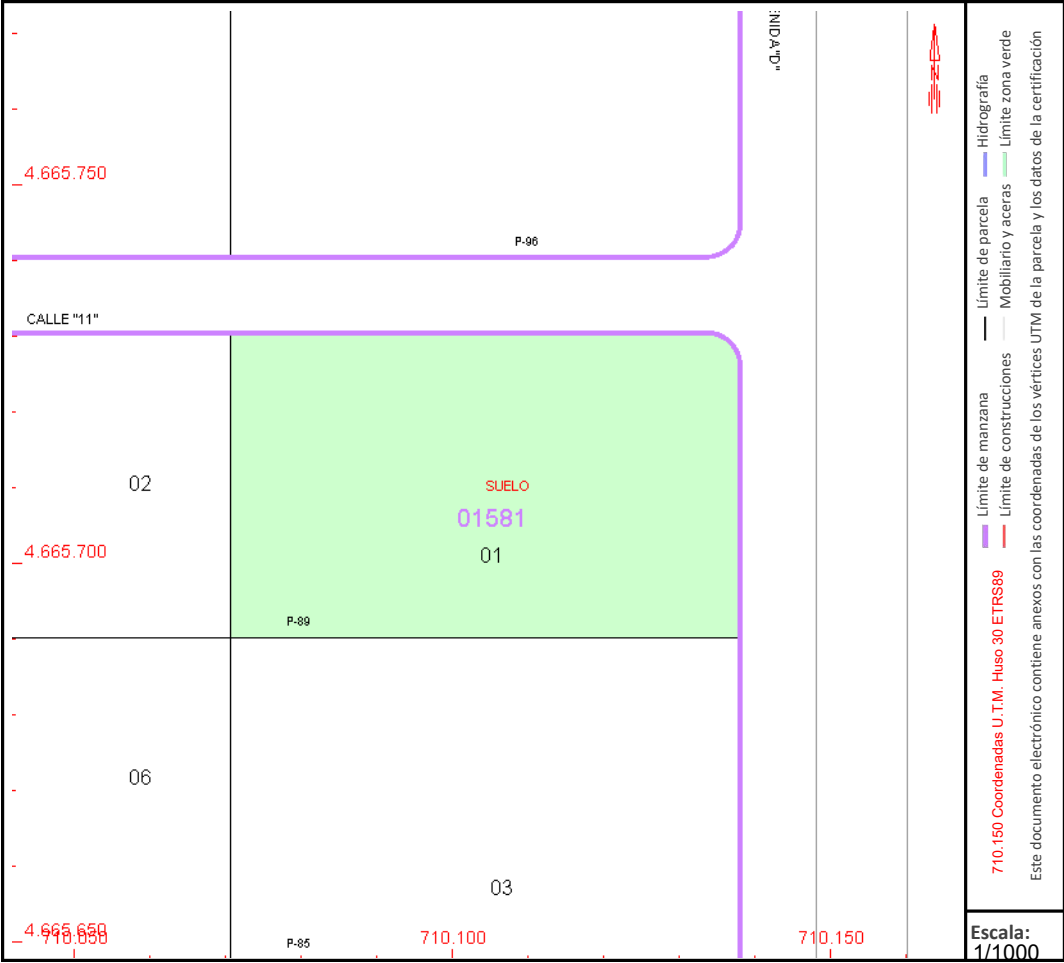 ENIDA"D"
4.665.750
P-96
CALLE "11"
02
SUELO
01581
4.665.700
01
P-89
06
03
4.665.650
710.050
P-85
710.100
710.150
Límite de manzana
Límite de parcela
Hidrografía
710.150 Coordenadas U.T.M. Huso 30 ETRS89
Límite de construcciones
Mobiliario y aceras
Límite zona verde
Este documento electrónico contiene anexos con las coordenadas de los vértices UTM de la parcela y los datos de la certificación
Escala:
1/1000